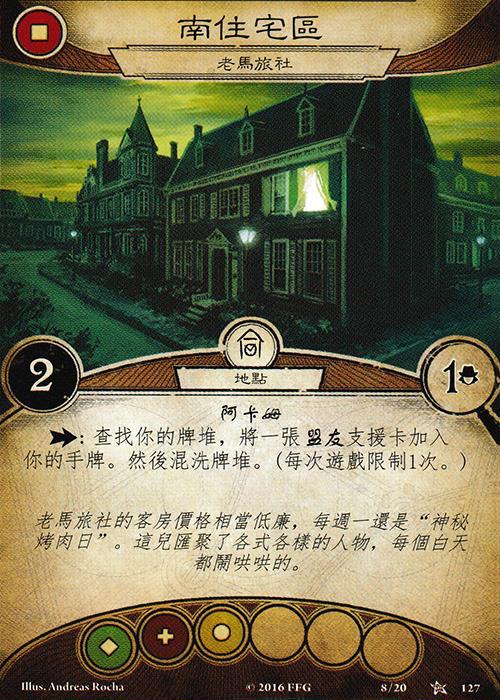 南住宅區
老馬旅社
2
地點
1
阿卡姆
：查找你的牌堆，將一張盟友支援卡加入
你的手牌。然後混洗牌堆。(每次遊戲限制1次。)
老馬旅社的客房價格相當低廉，每週一還是“神秘
烤肉日”。這兒匯聚了各式各樣的人物，每個白天
都鬧哄哄的。
Illus. Andreas Rocha
© 2016 FFG
8/20
127